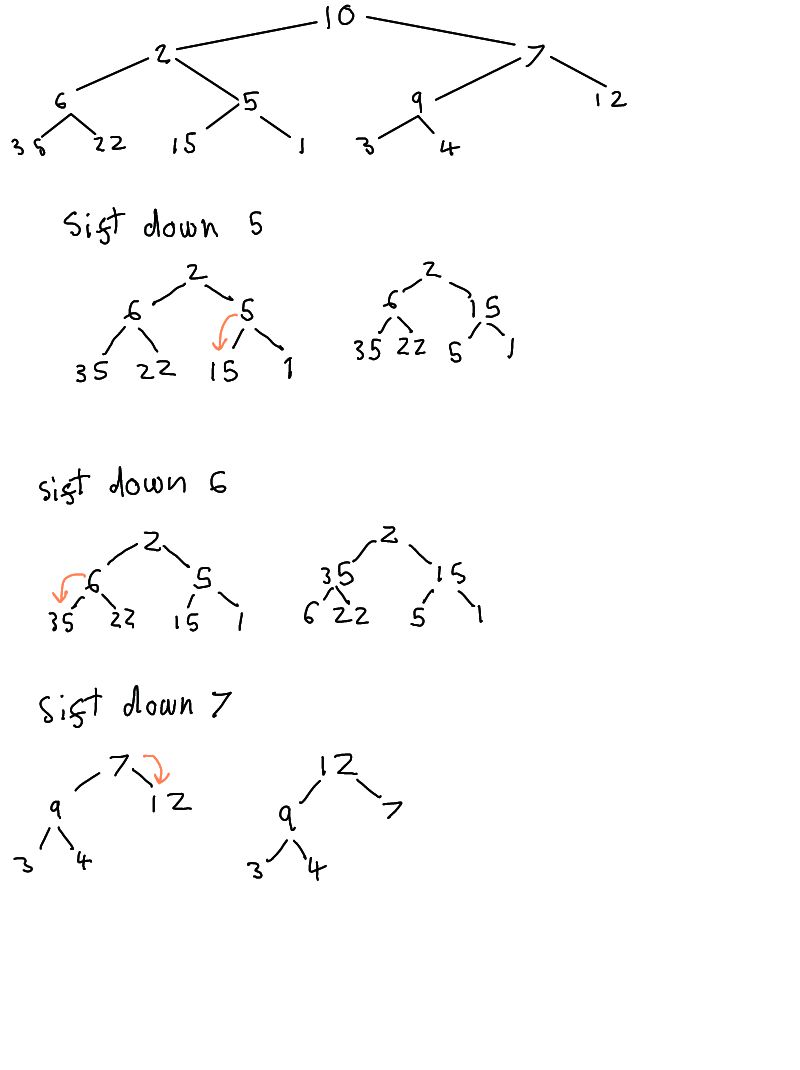 10
2 7
6 5 9 12
35 22 15 1 3 4
Sift down 5
2 2
6 5 6 15
35 22 15 1 35 22 5 1
sift down 6
2 2
6 5 35 15
35 22 15 1 6 22 5 1
Sift down 7
7 12
9 12 9 7
3 4 3 4